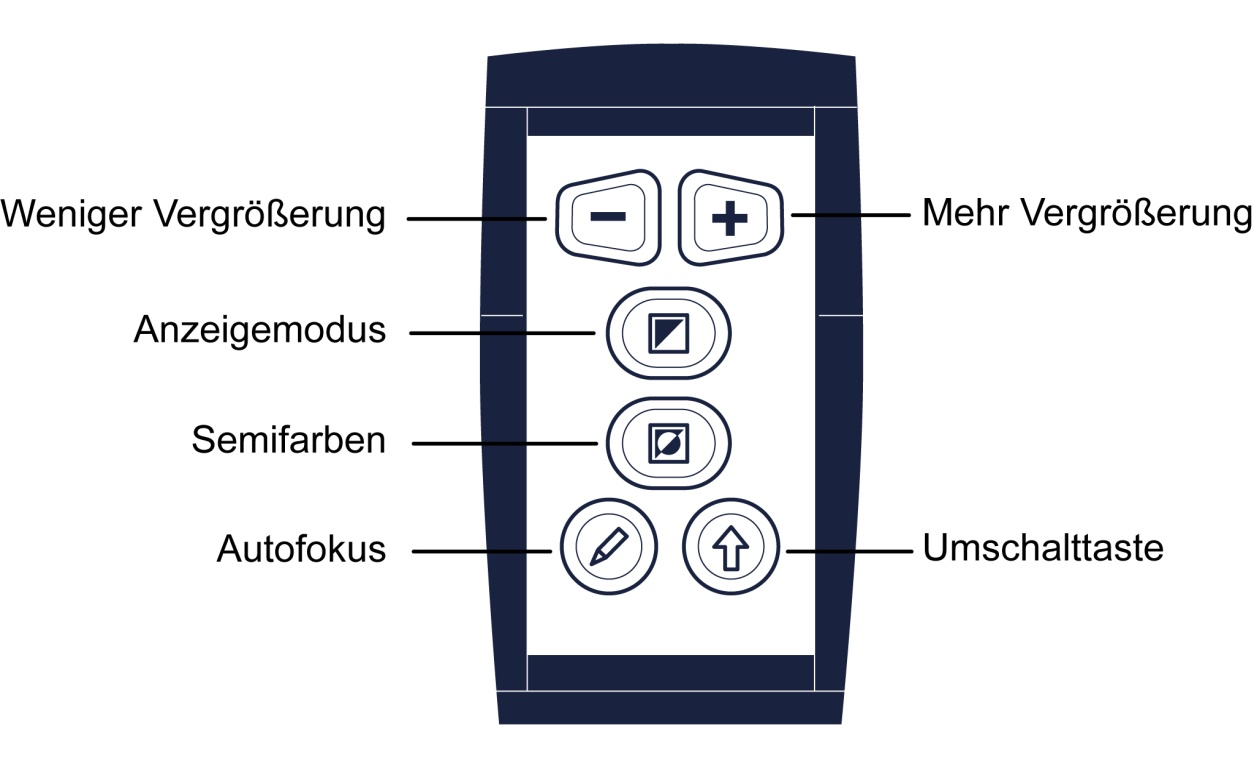 Weniger Vergrößerung
Mehr Vergrößerung
Anzeigemodus
Semifarben
Autofokus
Umschalttaste